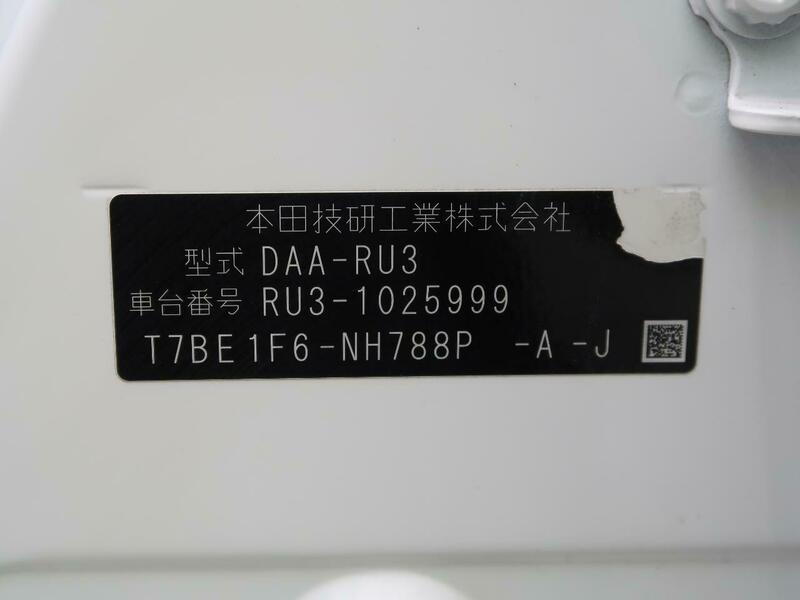 本田技研工業株式会社
型式 DAA-RU3
車台番号 RU3-1025999
T7BE1F6-NH788P -A-J